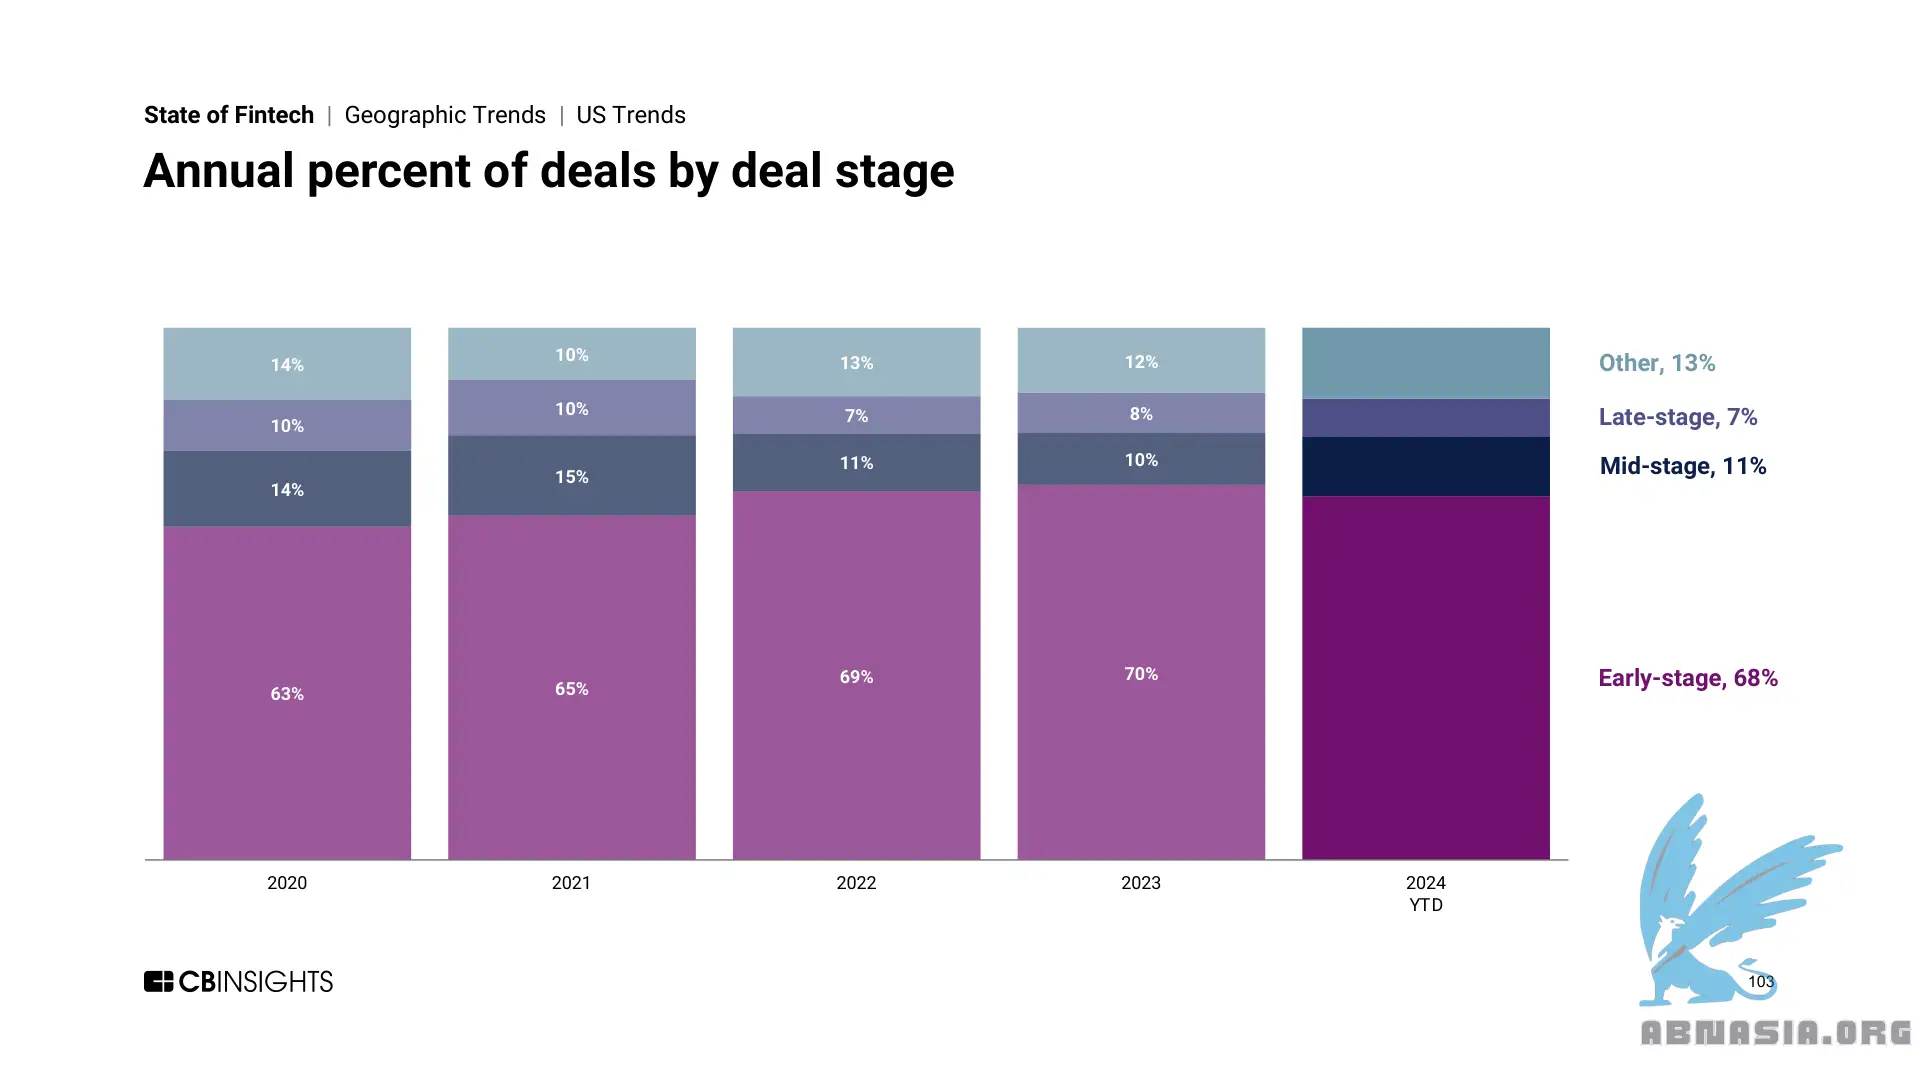 State of Fintech | Geographic Trends | US Trends
Annual percent of deals by deal stage
14% 10% 13% 12% Other, 13%
10% 10% 7% 8% Late-stage, 7%
14% 15% 11% 10% Mid-stage, 11%
63% 65% 69% 70% Early-stage, 68%
2020 2021 2022 2023 2024
YTD
CBINSIGHTS
103
ABNASIA.ORG